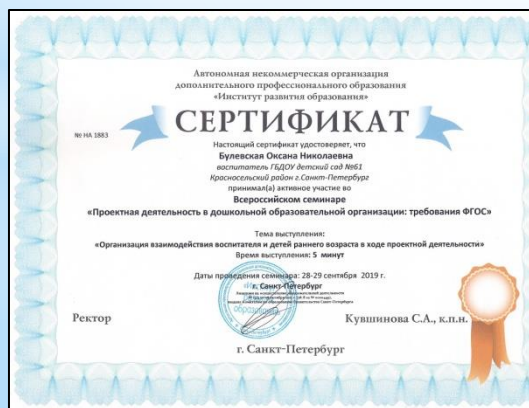 Автономная некоммерческая организация
дополнительного профессионального образования
«Институт развития образования»
СЕРТИФИКАТ
№ НА 1883
Настоящий сертификат удостоверяет, что
Булевская Оксана Николаевна
воспитатель ГБДОУ детский сад №61
Красносельский район г.Санкт-Петербург
принимал(а) активное участие во
Всероссийском семинаре
«Проектная деятельность в дошкольной образовательной организации: требования ФГОС»
Тема выступления:
«Организация взаимодействия воспитателя и детей раннего возраста в ходе проектной деятельности»
Время выступления: 5 минут
Даты проведения семинара: 28-29 сентября 2019 г.
г. Санкт-Петербург
Ректор
Кувшинова С.А., к.п.н.
г. Санкт-Петербург